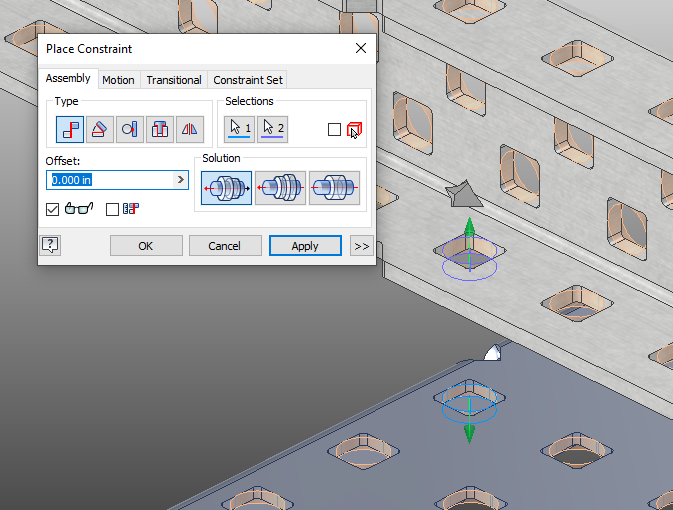 Place Constraint
Assembly Motion Transitional Constraint Set
Type
Selections
1 2
Offset:
0.000 in >
Solution
?
OK Cancel Apply >>